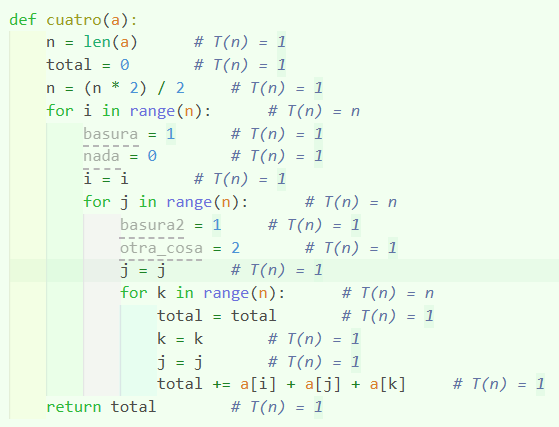 def cuatro(a):
    n = len(a)      # T(n) = 1
    total = 0       # T(n) = 1
    n = (n * 2) / 2     # T(n) = 1
    for i in range(n):      # T(n) = n
        basura = 1      # T(n) = 1
        nada = 0        # T(n) = 1
        i = i       # T(n) = 1
        for j in range(n):      # T(n) = n
            basura2 = 1     # T(n) = 1
            otra_cosa = 2       # T(n) = 1
            j = j       # T(n) = 1
            for k in range(n):      # T(n) = n
                total = total       # T(n) = 1
                k = k       # T(n) = 1
                j = j       # T(n) = 1
                total += a[i] + a[j] + a[k]     # T(n) = 1
    return total        # T(n) = 1